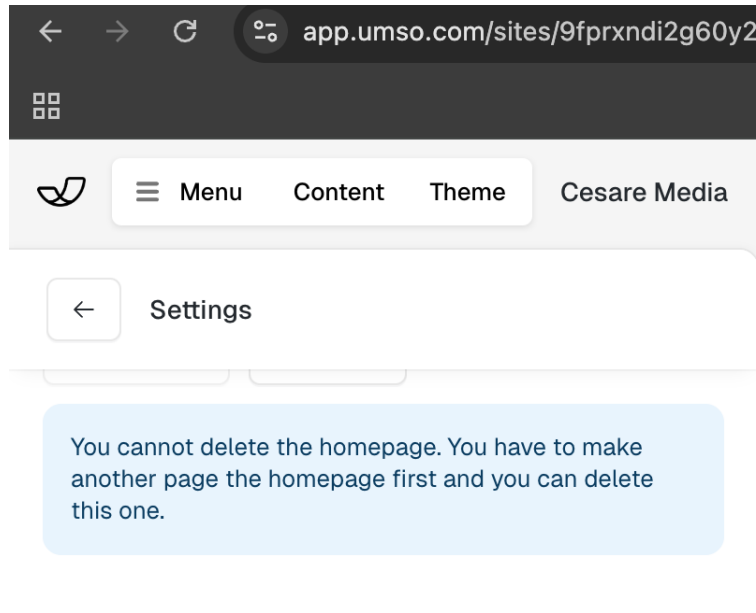 app.umso.com/sites/9fprxndi2g60y2
Menu Content Theme Cesare Media
Settings
You cannot delete the homepage. You have to make
another page the homepage first and you can delete
this one.